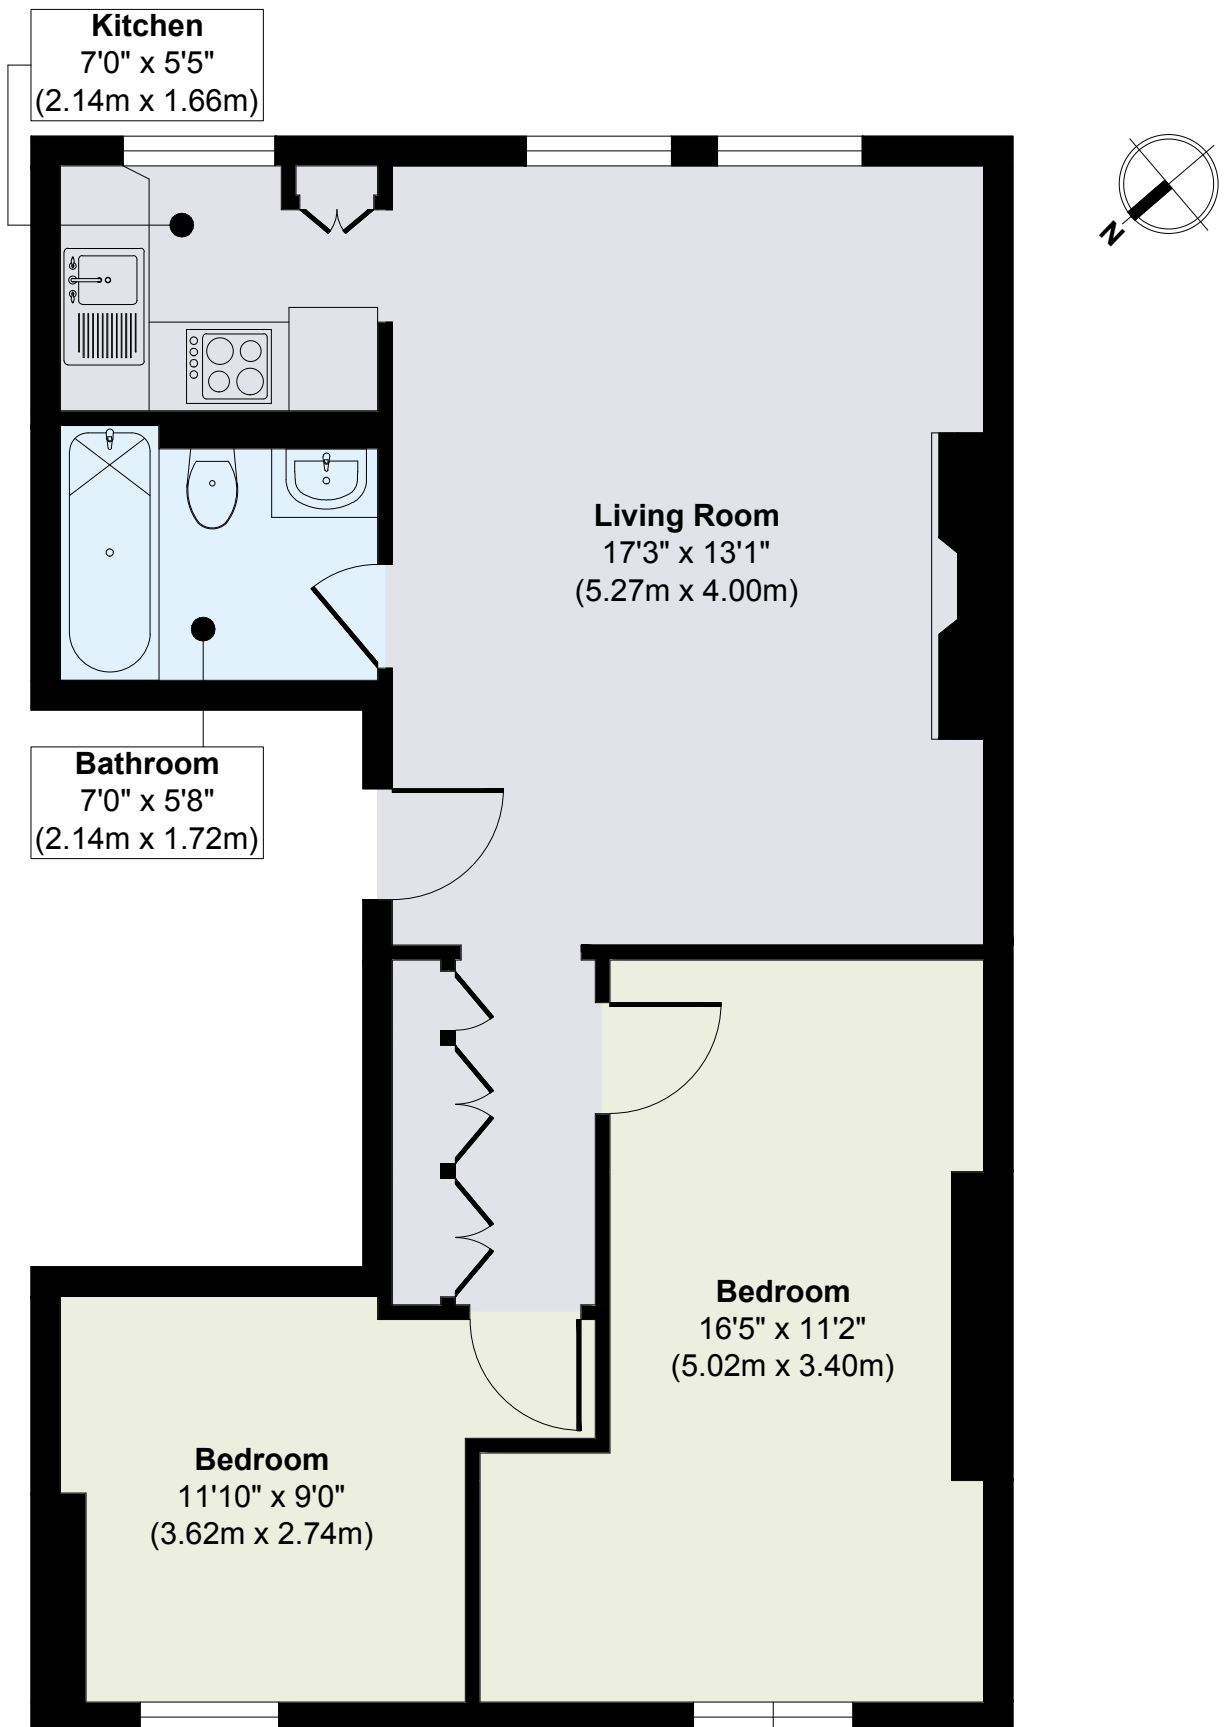 Kitchen
7'0" x 5'5"
(2.14m x 1.66m)
N
Living Room
17'3" x 13'1"
(5.27m x 4.00m)
Bathroom
7'0" x 5'8"
(2.14m x 1.72m)
Bedroom
16'5" x 11'2"
(5.02m x 3.40m)
Bedroom
11'10" x 9'0"
(3.62m x 2.74m)